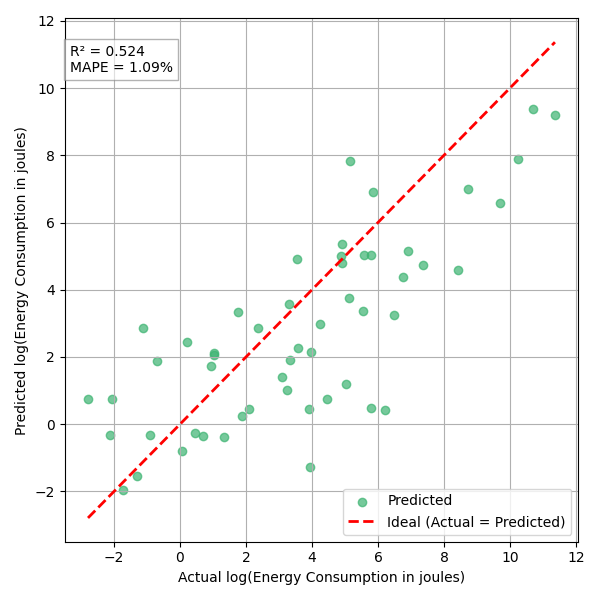 R² = 0.524
MAPE = 1.09%
12
10
8
6
4
2
0
−2
Predicted log(Energy Consumption in joules)
Predicted
Ideal (Actual = Predicted)
−2 0 2 4 6 8 10 12
Actual log(Energy Consumption in joules)